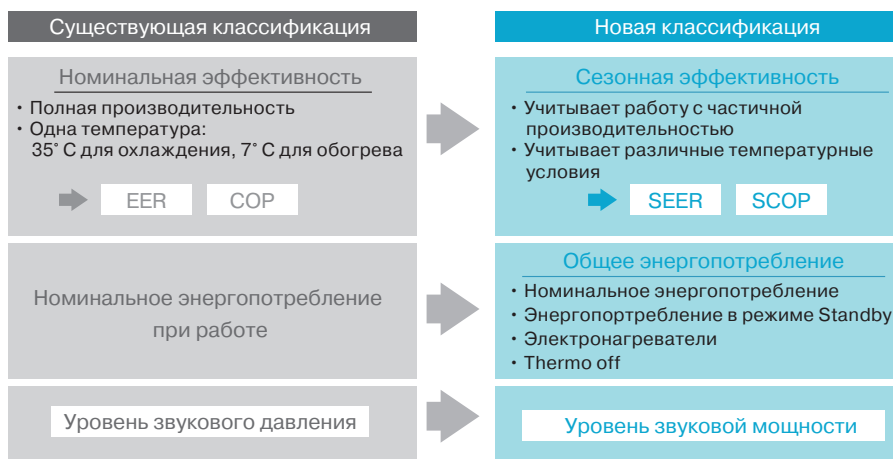 Существующая классификация
Новая классификация
Номинальная эффективность
• Полная производительность
• Одна температура:
35° С для охлаждения, 7° С для обогрева
EER
COP
Сезонная эффективность
• Учитывает работу с частичной
производительностью
• Учитывает различные температурные
условия
SEER
SCOP
Номинальное энергопотребление
при работе
Общее энергопотребление
• Номинальное энергопотребление
• Энергопортребление в режиме Standby
• Электронагреватели
• Thermo off
Уровень звукового давления
Уровень звуковой мощности